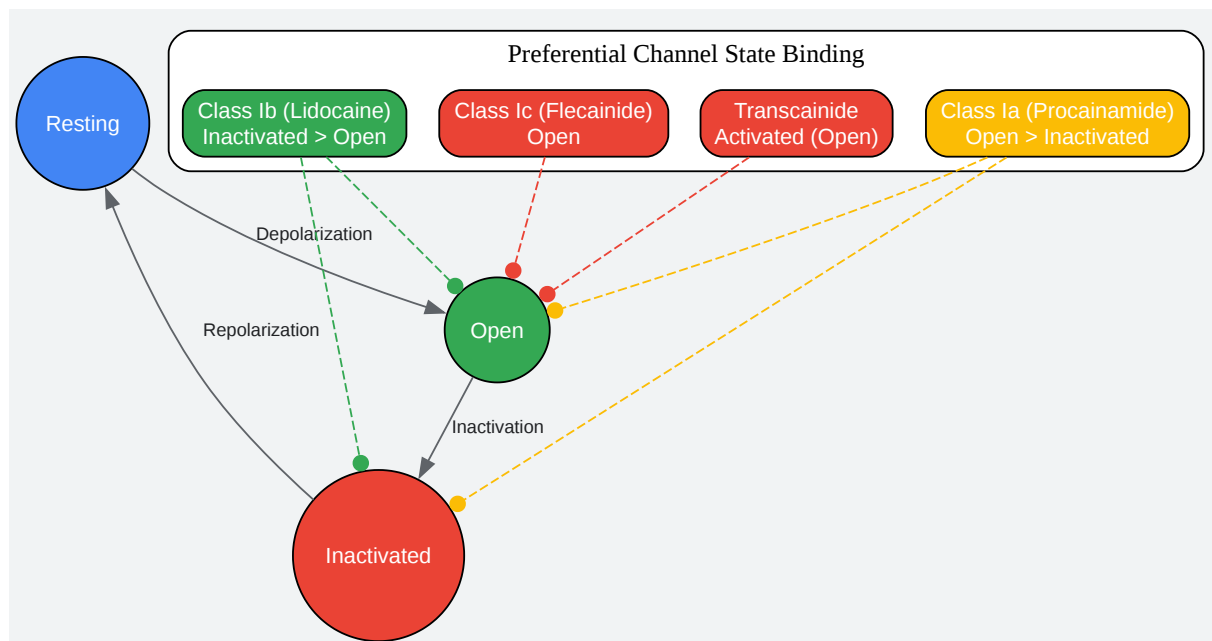 Preferential Channel State Binding
Resting
Class Ib (Lidocaine)
Inactivated > Open
Class Ic (Flecainide)
Open
Transcainide
Activated (Open)
Class Ia (Procainamide)
Open > Inactivated
Depolarization
Repolarization
Open
Inactivation
Inactivated